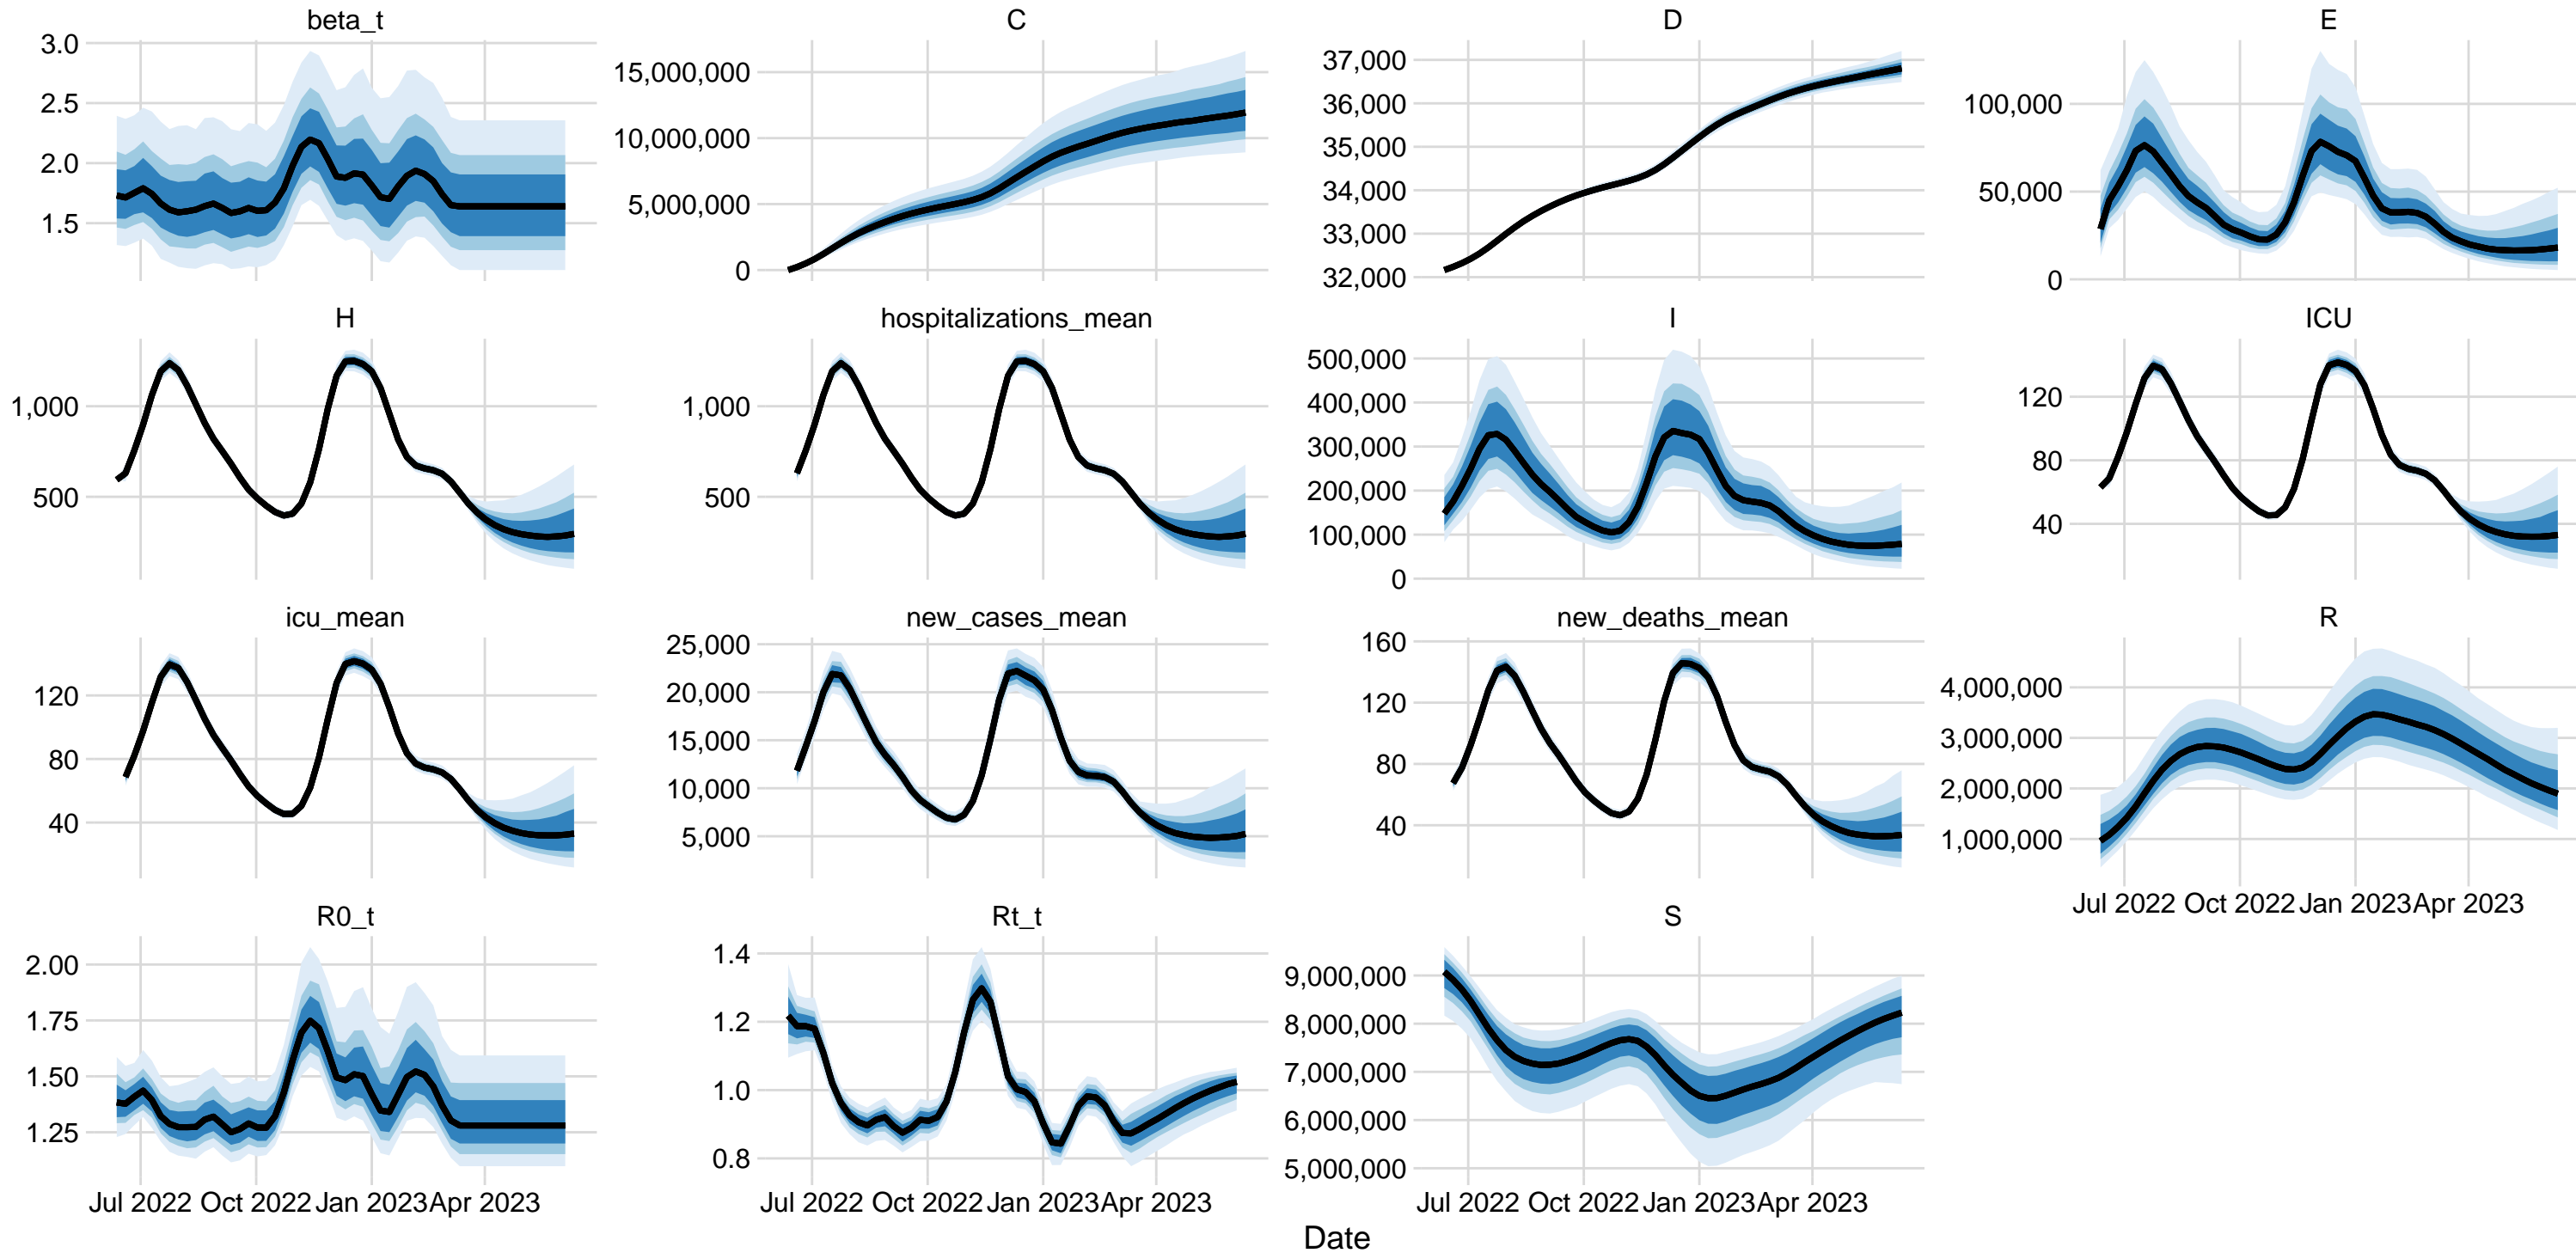 beta_t
3.0
2.5
2.0
1.5
C
15,000,000
10,000,000
5,000,000
0
D
37,000
36,000
35,000
34,000
33,000
32,000
E
100,000
50,000
0
H
1,000
500
hospitalizations_mean
1,000
500
I
500,000
400,000
300,000
200,000
100,000
0
ICU
120
80
40
icu_mean
120
80
40
new_cases_mean
25,000
20,000
15,000
10,000
5,000
new_deaths_mean
160
120
80
40
R
4,000,000
3,000,000
2,000,000
1,000,000
Jul 2022 Oct 2022 Jan 2023 Apr 2023
R0_t
2.00
1.75
1.50
1.25
Jul 2022 Oct 2022 Jan 2023 Apr 2023
Rt_t
1.4
1.2
1.0
0.8
Jul 2022 Oct 2022 Jan 2023 Apr 2023
S
9,000,000
8,000,000
7,000,000
6,000,000
5,000,000
Jul 2022 Oct 2022 Jan 2023 Apr 2023
Date